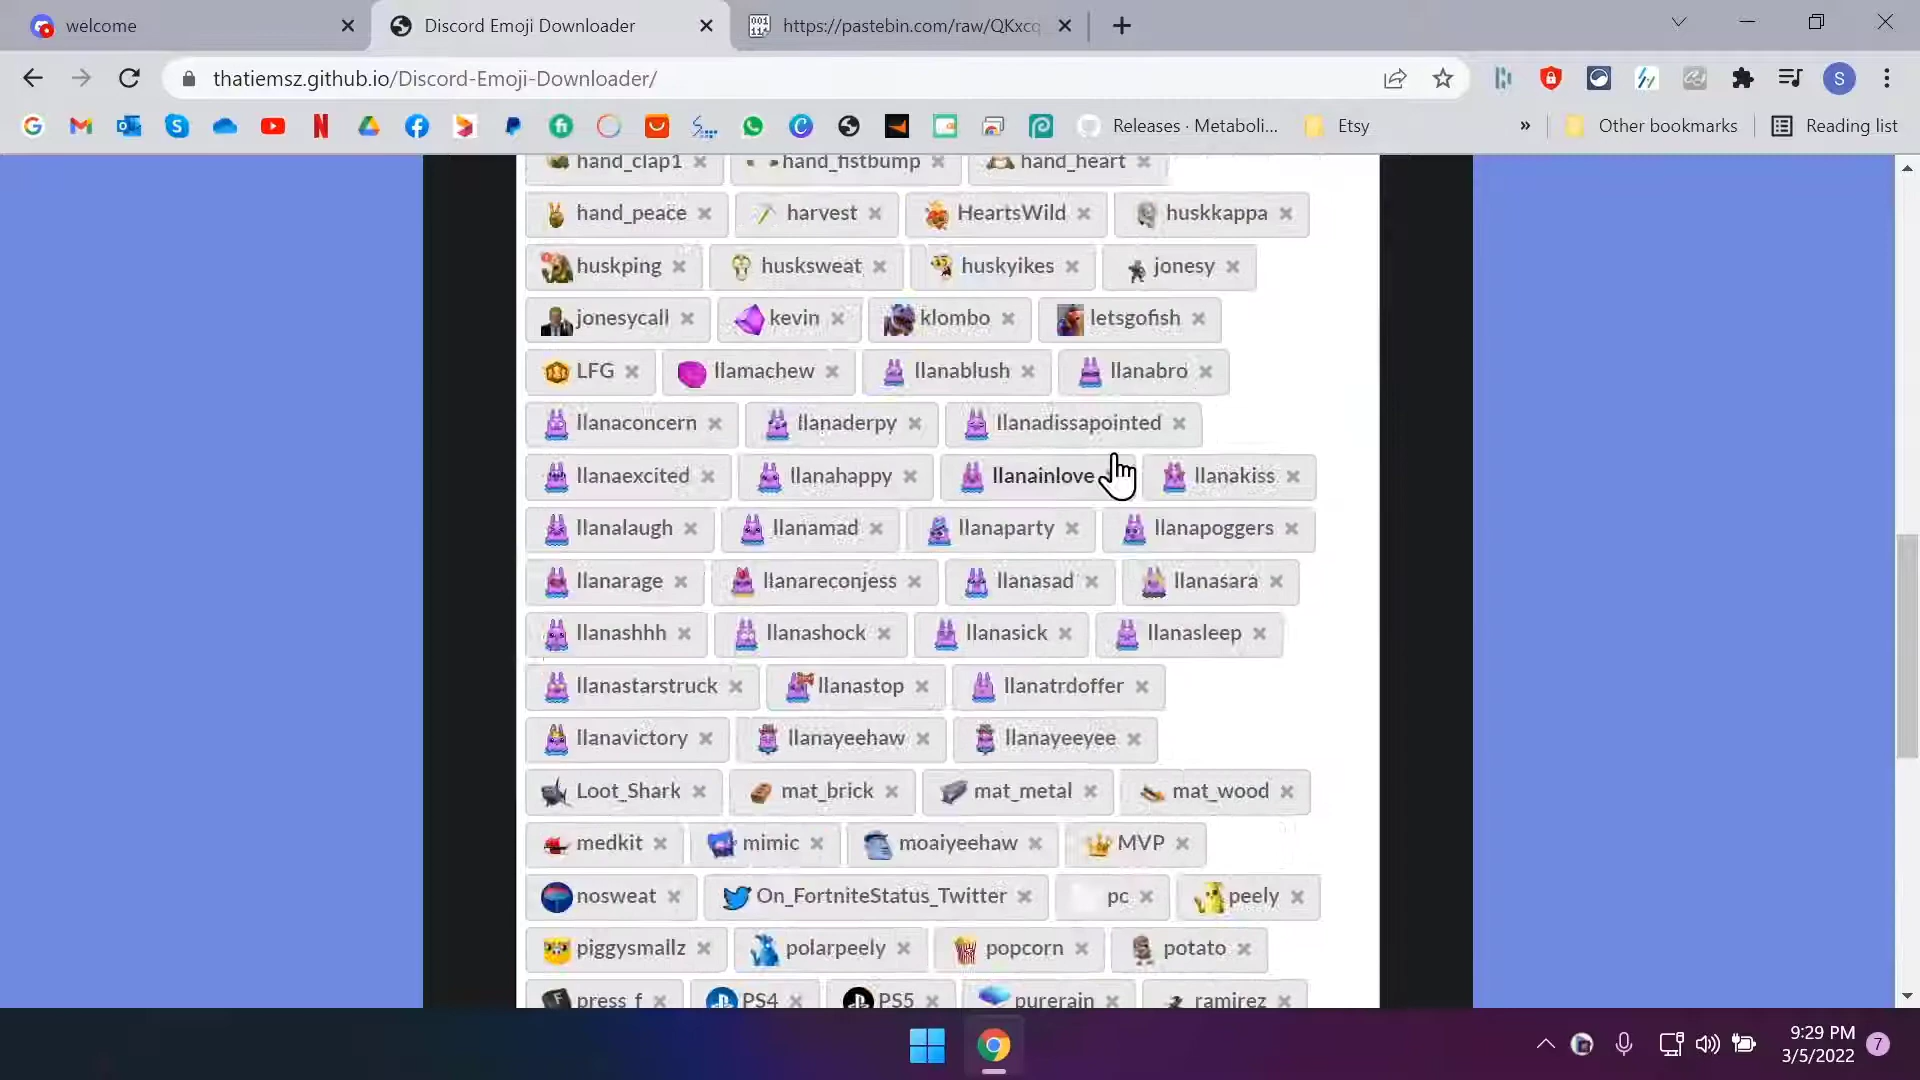 welcome
Discord Emoji Downloader
https://pastebin.com/raw/QKxcq
thatiemsz.github.io/Discord-Emoji-Downloader/
Releases · Metaboli... Etsy » Other bookmarks Reading list
hand_clap1 hand_fistbump hand_heart
hand_peace harvest HeartsWild huskkappa
huskping husksweat huskyikes jonesy
jonesycall kevin klombo letsgofish
LFG llamachew llanablush llanabro
llanaconcern llanaderpy llanadissapointed
llanaexcited llanahappy llanainlove llanakiss
llanalaugh llanamad llanaparty llanapoggers
llanarage llanareconjess llanasad llanasara
llanashhh llanashock llanasick llanasleep
llanastarstruck llanastop llanatrdoffer
llanavictory llanayeehaw llanayeeyee
Loot_Shark mat_brick mat_metal mat_wood
medkit mimic moaiyeehaw MVP
nosweat On_FortniteStatus_Twitter pc peely
piggysmallz polarpeely popcorn potato
press_f PS4 PS5 purerain ramirez
9:29 PM
3/5/2022
7